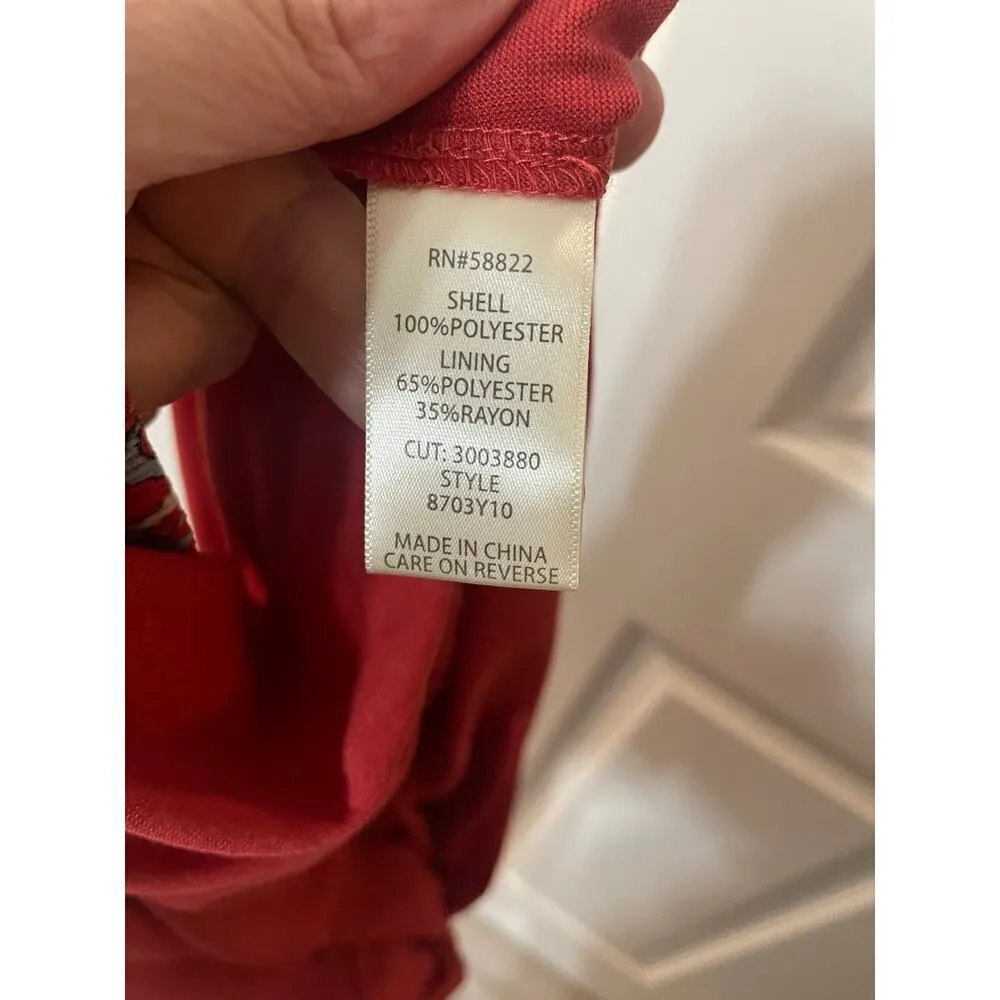 RN#58822
SHELL
100%POLYESTER
LINING
65%POLYESTER
35%RAYON
CUT: 3003880
STYLE
8703Y10
MADE IN CHINA
CARE ON REVERSE